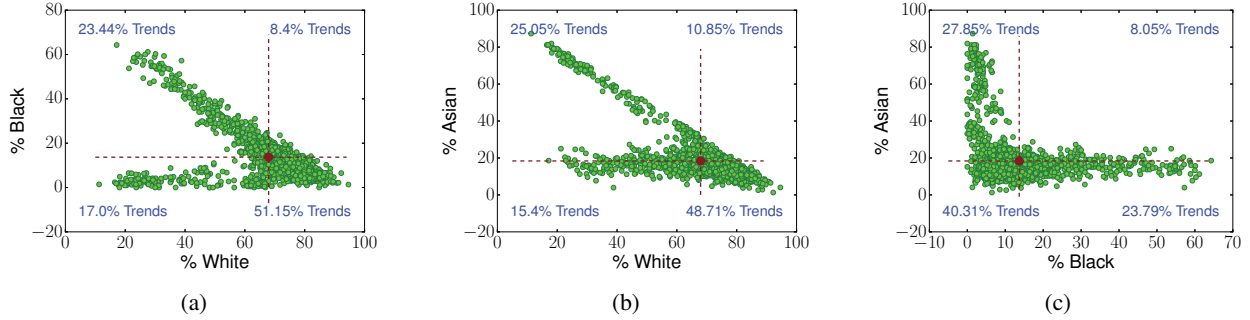 80
60
40
20
0
−20
0
20
40
60
80
100
% Black
% White
23.44% Trends
8.4% Trends
17.0% Trends
51.15% Trends
(a)
100
80
60
40
20
0
−20
0
20
40
60
80
100
% Asian
% White
25.05% Trends
10.85% Trends
15.4% Trends
48.71% Trends
(b)
100
80
60
40
20
0
−20
−10
0
10
20
30
40
50
60
70
% Asian
% Black
27.85% Trends
8.05% Trends
40.31% Trends
23.79% Trends
(c)